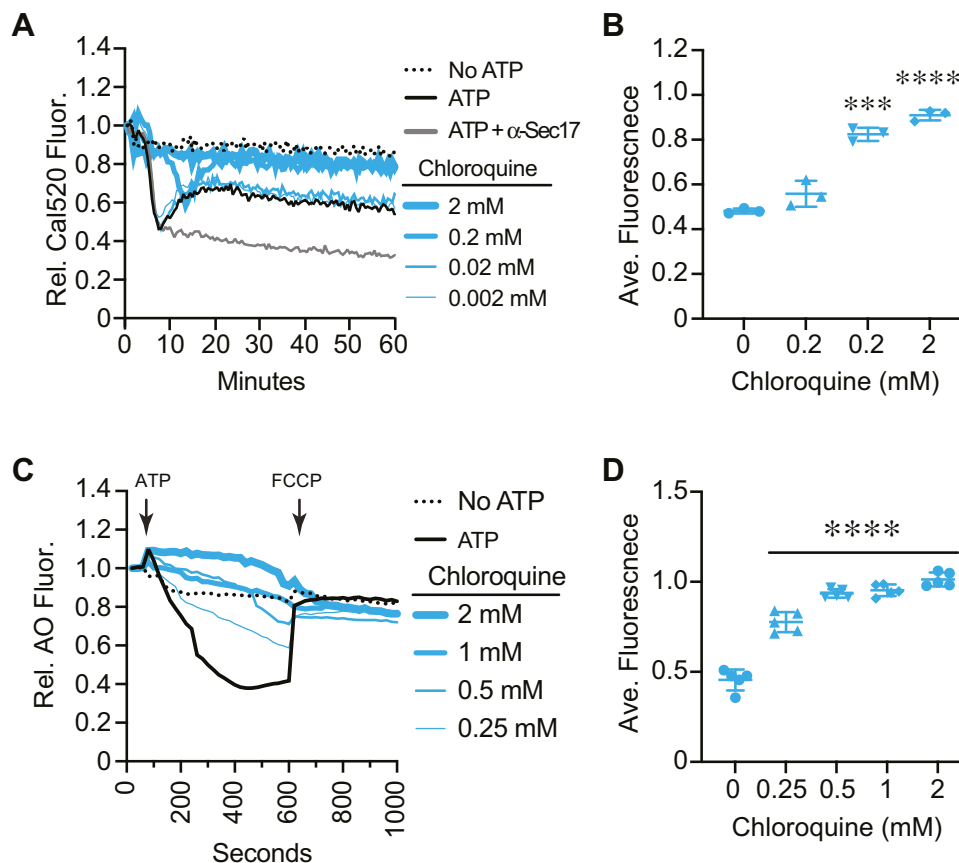 A
Rel. Cal520 Fluor.
1.4
1.2
1.0
0.8
0.6
0.4
0.2
0
0 10 20 30 40 50 60
Minutes
No ATP
ATP
ATP + α-Sec17
Chloroquine
2 mM
0.2 mM
0.02 mM
0.002 mM
B
Ave. Fluorescnece
1.2
1.0
0.8
0.6
0.4
0.2
0
*** ****
0 0.2 0.2 2
Chloroquine (mM)
C
Rel. AO Fluor.
1.4
1.2
1.0
0.8
0.6
0.4
0.2
0.0
ATP FCCP
0 200 400 600 800 1000
Seconds
No ATP
ATP
Chloroquine
2 mM
1 mM
0.5 mM
0.25 mM
D
Ave. Fluorescnece
1.5
1.0
0.5
0
****
0 0.25 0.5 1 2
Chloroquine (mM)